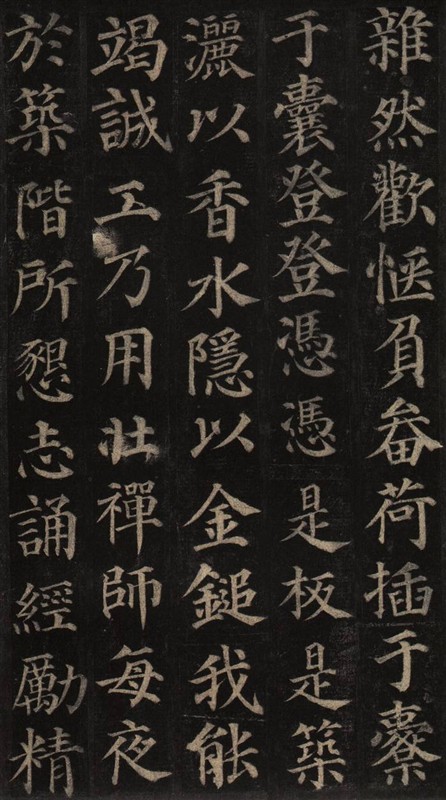 雜然歡愜負畚荷插于橐
于囊登登憑憑是板是築
灑以香水隱以金鎚我能
竭誠工乃用壯禪師每夜
於築階所懇志誦經勵精